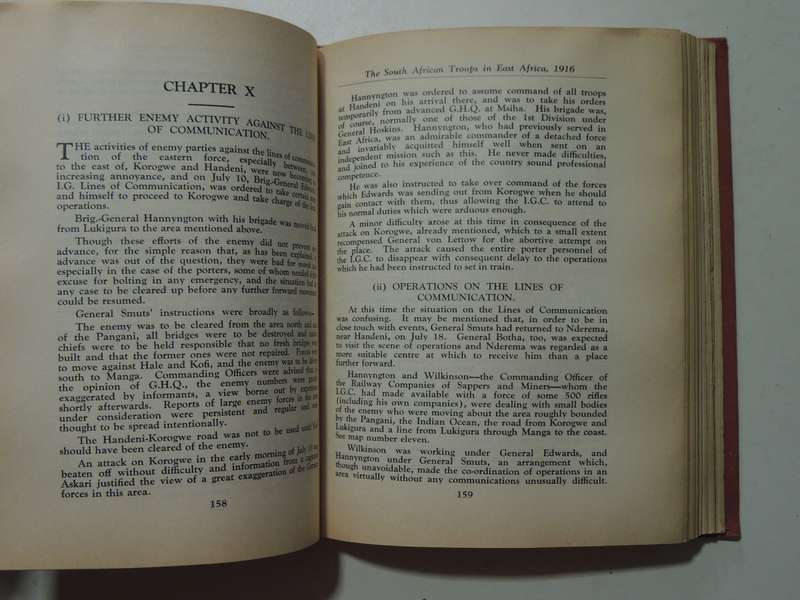 CHAPTER X
(i) FURTHER ENEMY ACTIVITY AGAINST THE LINES
OF COMMUNICATION.
THE activities of enemy parties against the lines of communica-
tion of the eastern force, especially between, and
to the east of, Korogwe and Handeni, were now becoming an
increasing annoyance, and on July 10, Brig.-General Edwards,
I.G. Lines of Communication, was ordered to take certain steps
and himself to proceed to Korogwe and take charge of the local
operations.
Brig.-General Hannyngton with his brigade was moved back
from Lukigura to the area mentioned above.
Though these efforts of the enemy did not prevent our
advance, for the simple reason that, as has been explained,
advance was out of the question, they were bad for morale
especially in the case of the porters, some of whom needed
excuse for bolting in any emergency, and the situation had in
any case to be cleared up before any further forward movement
could be resumed.
General Smuts' instructions were broadly as follows—
The enemy was to be cleared from the area north and
of the Pangani, all bridges were to be destroyed and
chiefs were to be held responsible that no fresh bridges were
built and that the former ones were not repaired. Forces were
to move against Hale and Kofi, and the enemy was to be driven
south to Manga. Commanding Officers were advised that in
the opinion of G.H.Q., the enemy numbers were
exaggerated by informants, a view borne out by experience
shortly afterwards. Reports of large enemy forces in the area
under consideration were persistent and regular and were
thought to be spread intentionally.
The Handeni-Korogwe road was not to be used until
should have been cleared of the enemy.
An attack on Korogwe in the early morning of July 13 was
beaten off without difficulty and information from a captured
Askari justified the view of a great exaggeration of the German
forces in this area.
158
The South African Troops in East Africa, 1916
Hannyngton was ordered to assume command of all troops
at Handeni on his arrival there, and was to take his orders
temporarily from advanced G.H.Q. at Msiha. His brigade was,
of course, normally one of those of the 1st Division under
General Hoskins. Hannyngton, who had previously served in
East Africa, was an admirable commander of a detached force
and invariably acquitted himself well when sent on an
independent mission such as this. He never made difficulties,
and joined to his experience of the country sound professional
competence.
He was also instructed to take over command of the forces
which Edwards was sending out from Korogwe when he should
gain contact with them, thus allowing the I.G.C. to attend to
his normal duties which were arduous enough.
A minor difficulty arose at this time in consequence of the
attack on Korogwe, already mentioned, which to a small extent
recompensed General von Lettow for the abortive attempt on
the place. The attack caused the entire porter personnel of
the I.G.C. to disappear with consequent delay to the operations
which he had been instructed to set in train.
(ii) OPERATIONS ON THE LINES OF
COMMUNICATION.
At this time the situation on the Lines of Communication
was confusing. It may be mentioned that, in order to be in
close touch with events, General Smuts had returned to Nderema,
near Handeni, on July 18. General Botha, too, was expected
to visit the scene of operations and Nderema was regarded as a
more suitable centre at which to receive him than a place
further forward.
Hannyngton and Wilkinson—the Commanding Officer of
the Railway Companies of Sappers and Miners—whom the
I.G.C. had made available with a force of some 500 rifles
(including his own companies), were dealing with small bodies
of the enemy who were moving about the area roughly bounded
by the Pangani, the Indian Ocean, the road from Korogwe and
Lukigura and a line from Lukigura through Manga to the coast.
See map number eleven.
Wilkinson was working under General Edwards, and
Hannyngton under General Smuts, an arrangement which,
though unavoidable, made the co-ordination of operations in an
area virtually without any communications unusually difficult.
159